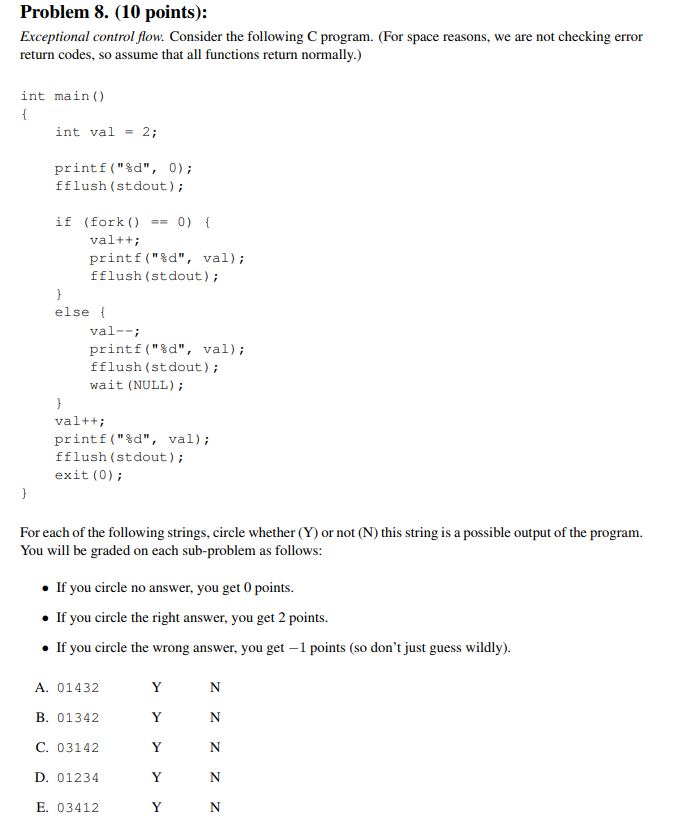 Problem 8. (10 points):
Exceptional control flow. Consider the following C program. (For space reasons, we are not checking error
return codes, so assume that all functions return normally.)
int main()
{
    int val = 2;
    printf("%d", 0);
    fflush(stdout);
    if (fork() == 0) {
        val++;
        printf("%d", val);
        fflush(stdout);
    }
    else {
        val--;
        printf("%d", val);
        fflush(stdout);
        wait(NULL);
    }
    val++;
    printf("%d", val);
    fflush(stdout);
    exit(0);
}
For each of the following strings, circle whether (Y) or not (N) this string is a possible output of the program.
You will be graded on each sub-problem as follows:
• If you circle no answer, you get 0 points.
• If you circle the right answer, you get 2 points.
• If you circle the wrong answer, you get −1 points (so don't just guess wildly).
A. 01432 Y N
B. 01342 Y N
C. 03142 Y N
D. 01234 Y N
E. 03412 Y N